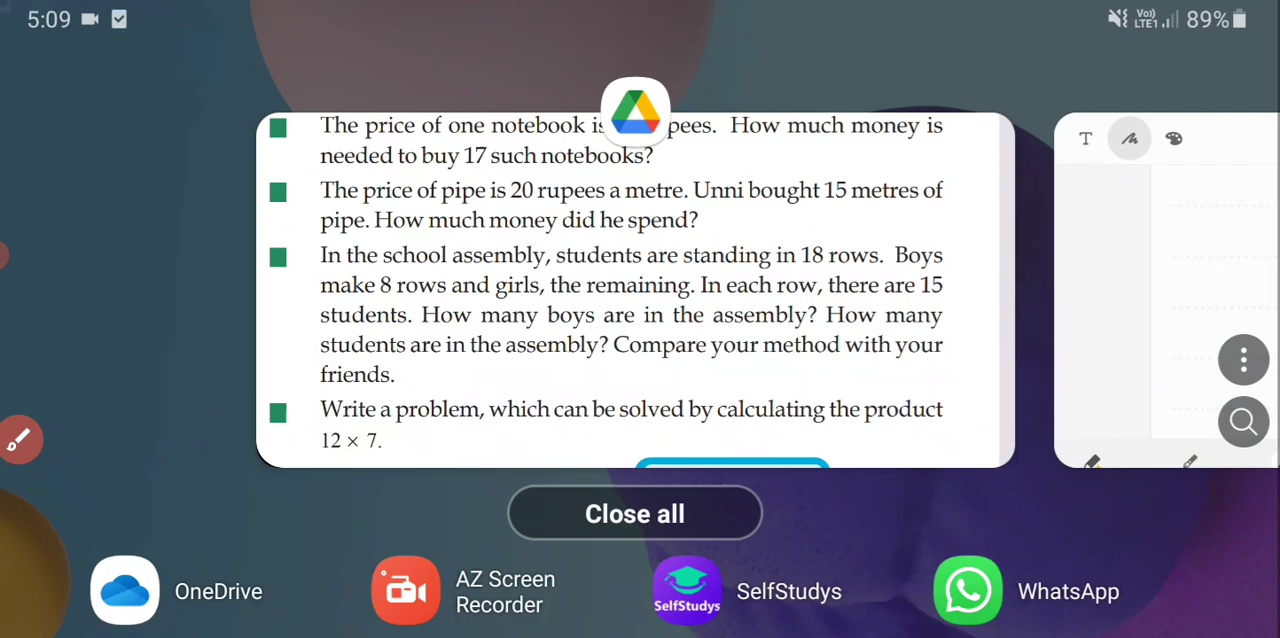 5:09
Vo)) LTE1 89%
The price of one notebook is pees. How much money is
needed to buy 17 such notebooks?
The price of pipe is 20 rupees a metre. Unni bought 15 metres of
pipe. How much money did he spend?
In the school assembly, students are standing in 18 rows. Boys
make 8 rows and girls, the remaining. In each row, there are 15
students. How many boys are in the assembly? How many
students are in the assembly? Compare your method with your
friends.
Write a problem, which can be solved by calculating the product
12 × 7.
T
Close all
OneDrive
AZ Screen
Recorder
SelfStudys
SelfStudys
WhatsApp